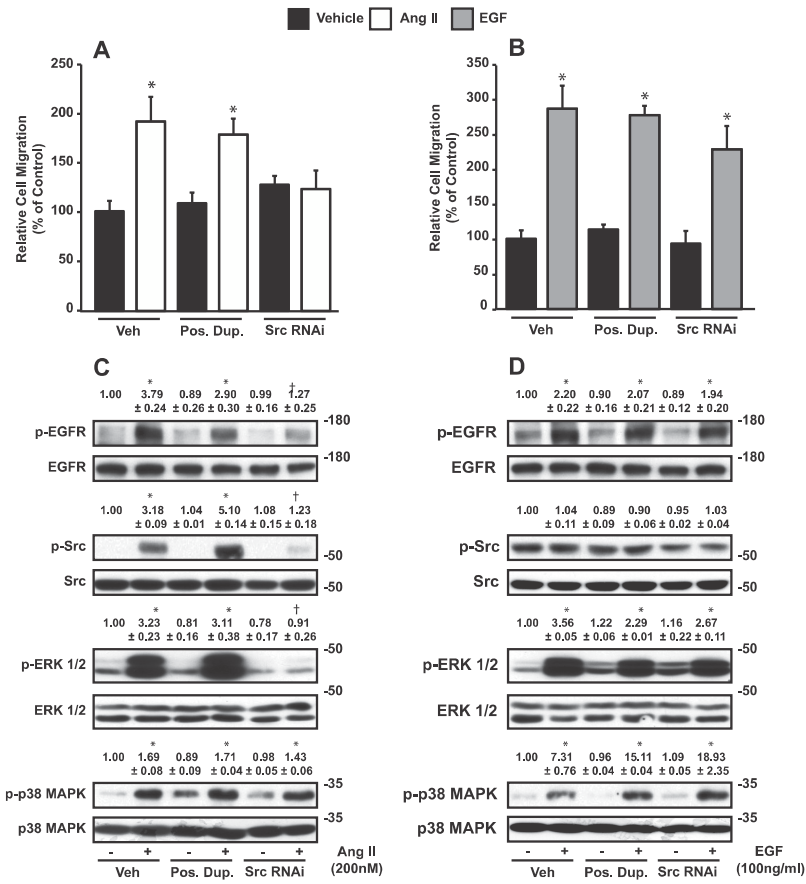 Vehicle Ang II EGF
A
Relative Cell Migration
(% of Control)
250
200
150
100
50
0
* *
Veh Pos. Dup. Src RNAi
B
Relative Cell Migration
(% of Control)
350
300
250
200
150
100
50
0
* * *
Veh Pos. Dup. Src RNAi
C
* * †
1.00 3.79 0.89 2.90 0.99 1.27
± 0.24 ± 0.26 ± 0.30 ± 0.16 ± 0.25
p-EGFR -180
EGFR -180
* * †
1.00 3.18 1.04 5.10 1.08 1.23
± 0.09 ± 0.01 ± 0.14 ± 0.15 ± 0.18
p-Src -50
Src -50
* * †
1.00 3.23 0.81 3.11 0.78 0.91
± 0.23 ± 0.16 ± 0.38 ± 0.17 ± 0.26
p-ERK 1/2 -50
ERK 1/2 -50
* * *
1.00 1.69 0.89 1.71 0.98 1.43
± 0.08 ± 0.09 ± 0.04 ± 0.05 ± 0.06
p-p38 MAPK -35
p38 MAPK -35
- + - + - + Ang II
Veh Pos. Dup. Src RNAi (200nM)
D
* * *
1.00 2.20 0.90 2.07 0.89 1.94
± 0.22 ± 0.16 ± 0.21 ± 0.12 ± 0.20
p-EGFR -180
EGFR -180
1.00 1.04 0.89 0.90 0.95 1.03
± 0.11 ± 0.09 ± 0.06 ± 0.02 ± 0.04
p-Src -50
Src -50
* * *
1.00 3.56 1.22 2.29 1.16 2.67
± 0.05 ± 0.06 ± 0.01 ± 0.22 ± 0.11
p-ERK 1/2 -50
ERK 1/2 -50
* * *
1.00 7.31 0.96 15.11 1.09 18.93
± 0.76 ± 0.04 ± 0.04 ± 0.05 ± 2.35
p-p38 MAPK -35
p38 MAPK -35
- + - + - + EGF
Veh Pos. Dup. Src RNAi (100ng/ml)